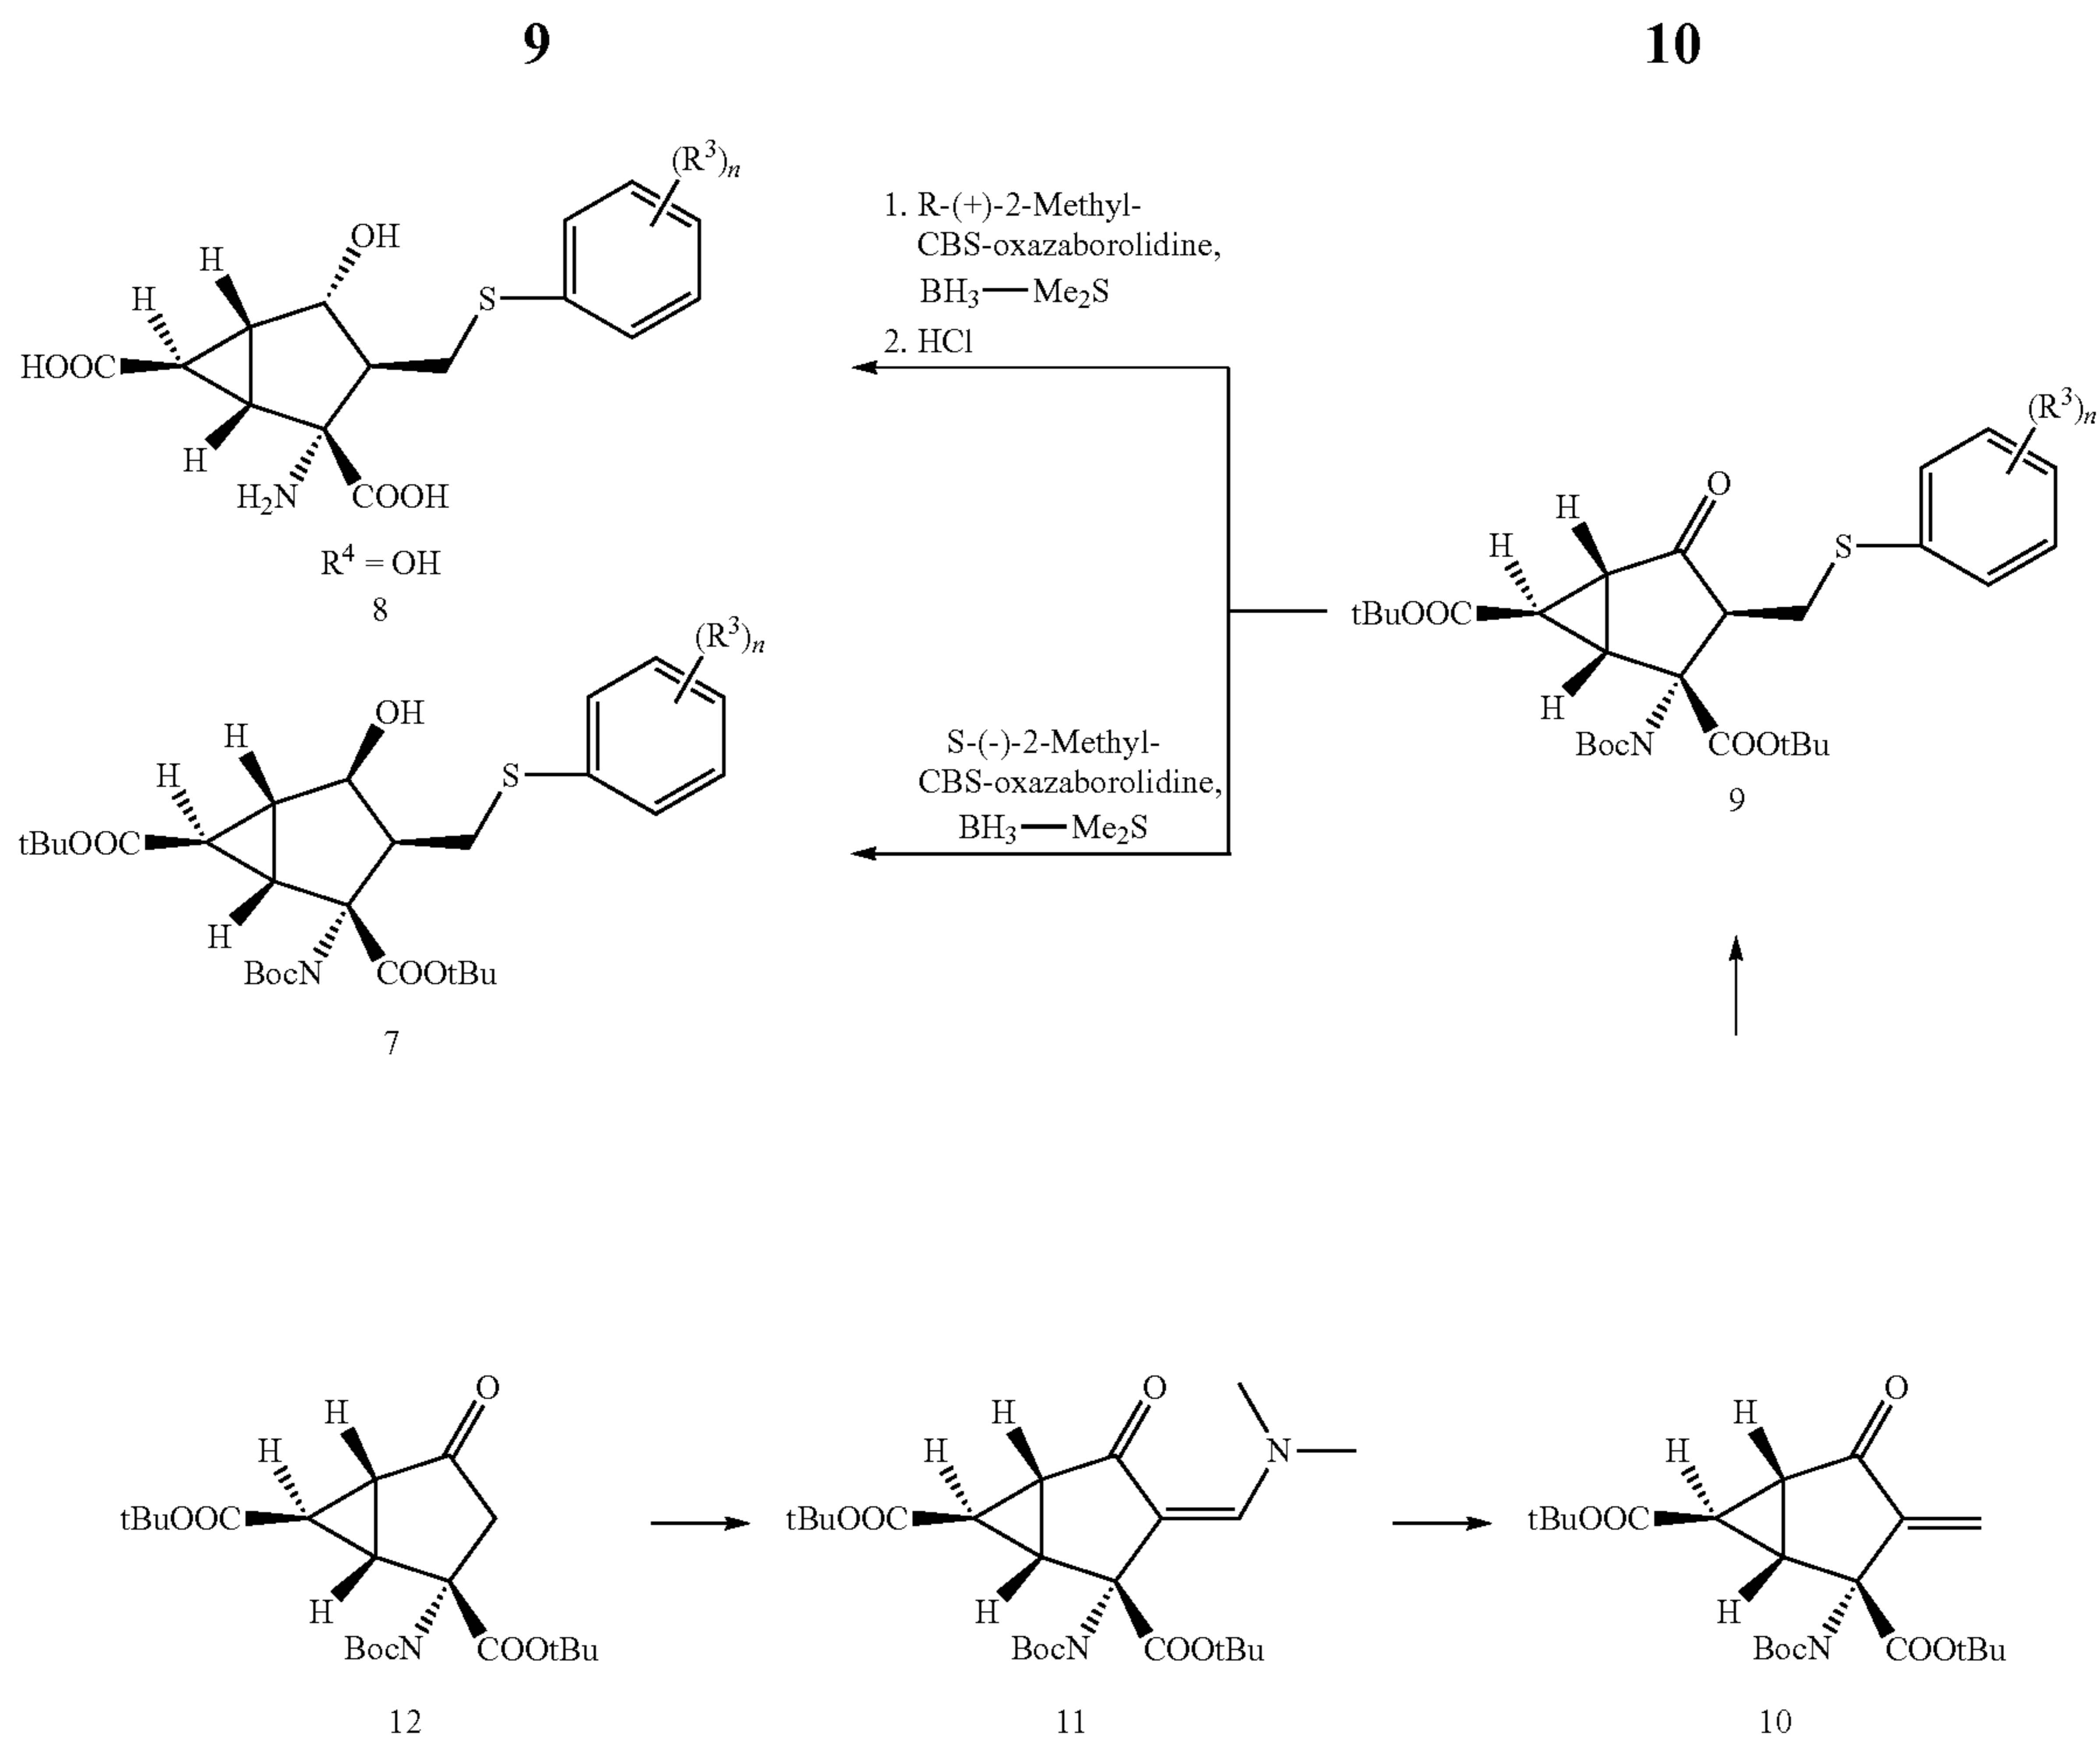 9
10
(R³)ₙ
OH
H
S
H
HOOC
H
H₂N
COOH
R⁴ = OH
8
1. R-(+)-2-Methyl-
CBS-oxazaborolidine,
BH₃—Me₂S
2. HCl
(R³)ₙ
O
H
S
H
tBuOOC
H
BocN
COOtBu
9
(R³)ₙ
OH
H
S
H
tBuOOC
H
BocN
COOtBu
7
S-(-)-2-Methyl-
CBS-oxazaborolidine,
BH₃—Me₂S
O
H
H
tBuOOC
H
BocN
COOtBu
12
O
H
N
H
tBuOOC
H
BocN
COOtBu
11
O
H
H
tBuOOC
H
BocN
COOtBu
10